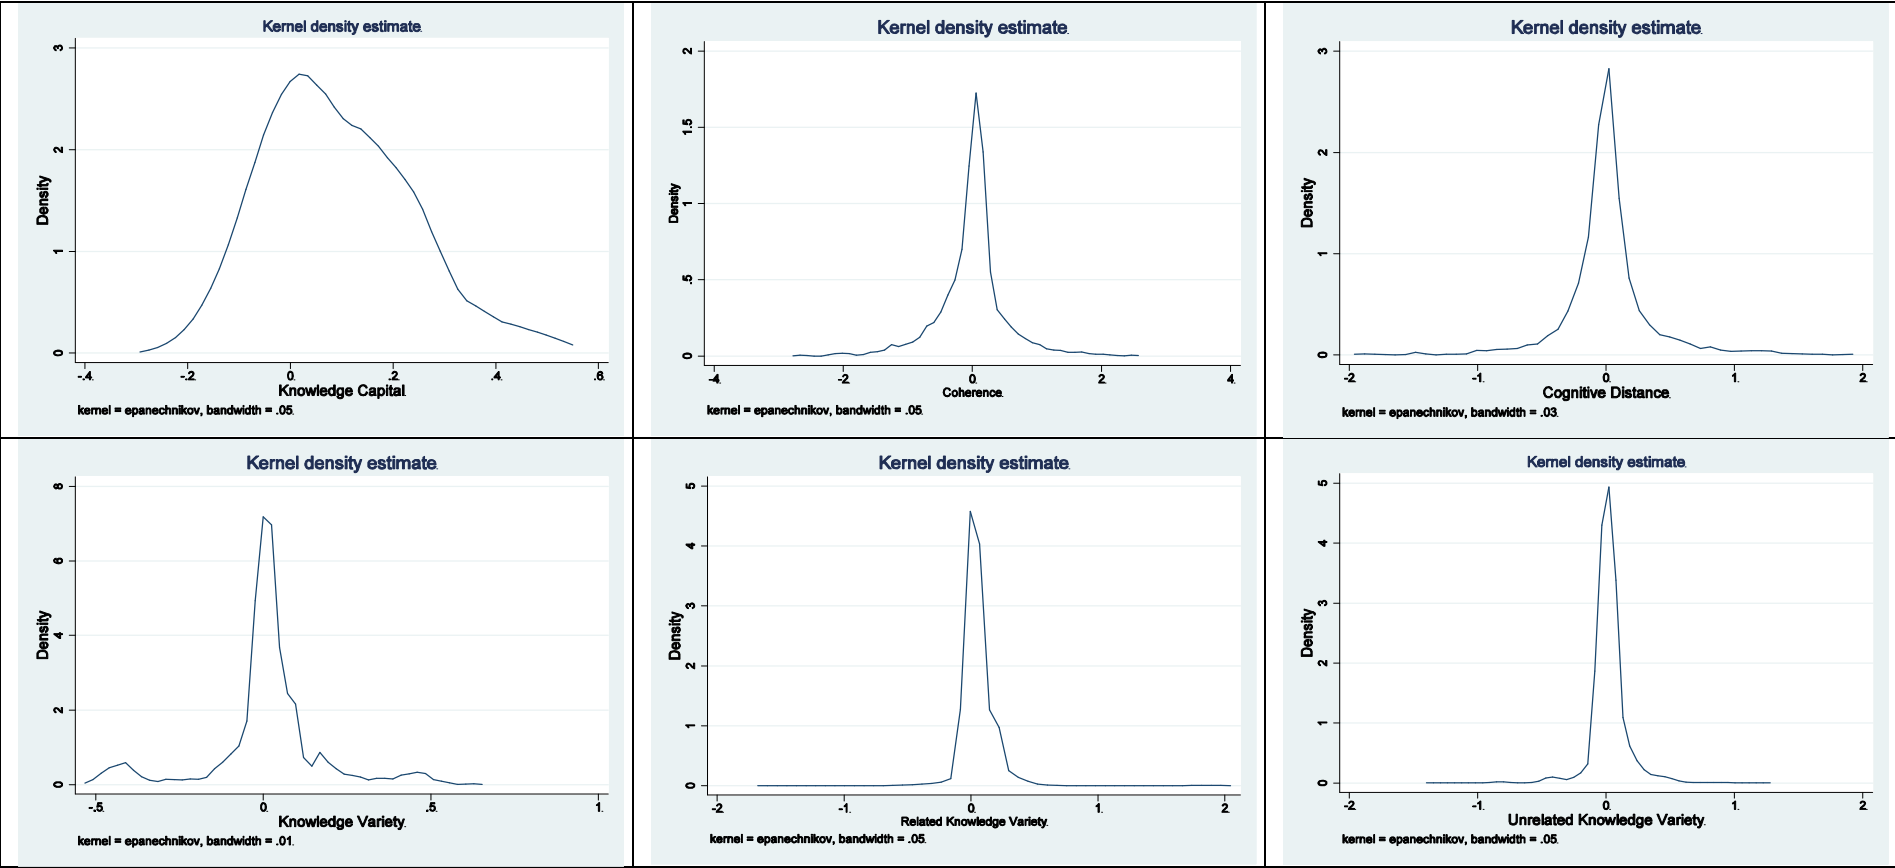 Kernel density estimate.
3
2
1
0
Density
-.4.
-.2
0.
.2.
.4.
.6.
Knowledge Capital.
kernel = epanechnikov, bandwidth = .05.
Kernel density estimate.
2
1.5
1
.5
0
Density
-4.
-2
0.
2
4.
Coherence.
kernel = epanechnikov, bandwidth = .05.
Kernel density estimate.
3
2
1
0
Density
-2
-1.
0.
1.
2.
Cognitive Distance.
kernel = epanechnikov, bandwidth = .03.
Kernel density estimate.
8
6
4
2
0
Density
-.5.
0.
.5.
1.
Knowledge Variety.
kernel = epanechnikov, bandwidth = .01.
Kernel density estimate.
5
4
3
2
1
0
Density
-2.
-1.
0.
1.
2.
Related Knowledge Variety.
kernel = epanechnikov, bandwidth = .05.
Kernel density estimate.
5
4
3
2
1
0
Density
-2.
-1.
0.
1.
2.
Unrelated Knowledge Variety.
kernel = epanechnikov, bandwidth = .05.